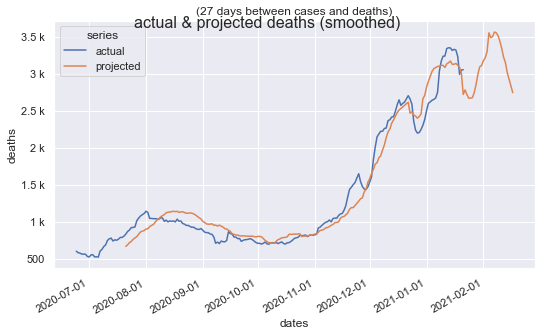 (27 days between cases and deaths)
actual & projected deaths (smoothed)
series
actual
projected
3.5 k
3 k
2.5 k
2 k
1.5 k
1 k
500
deaths
2020-07-01
2020-08-01
2020-09-01
2020-10-01
2020-11-01
2020-12-01
2021-01-01
2021-02-01
dates